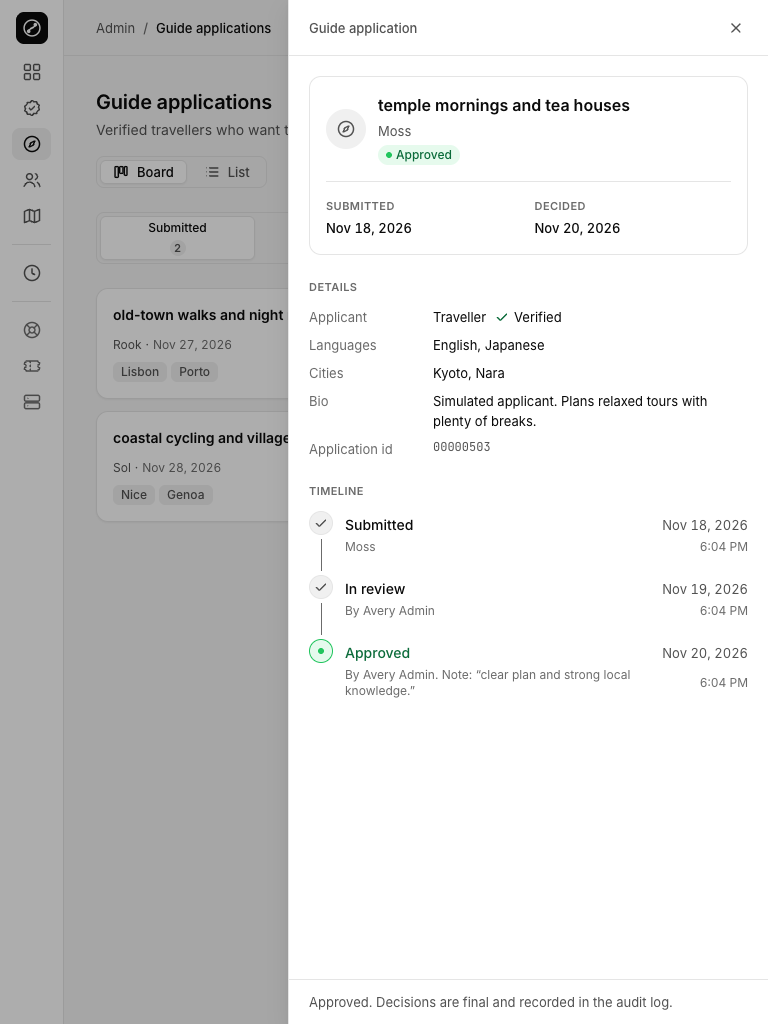 Admin / Guide applications
Guide applications
Verified travellers who want t
Board
List
Submitted
2
old-town walks and night
Rook · Nov 27, 2026
Lisbon
Porto
coastal cycling and village
Sol · Nov 28, 2026
Nice
Genoa
Guide application
temple mornings and tea houses
Moss
Approved
SUBMITTED
DECIDED
Nov 18, 2026
Nov 20, 2026
DETAILS
Applicant
Traveller
Verified
Languages
English, Japanese
Cities
Kyoto, Nara
Bio
Simulated applicant. Plans relaxed tours with
plenty of breaks.
Application id
00000503
TIMELINE
Submitted
Nov 18, 2026
Moss
6:04 PM
In review
Nov 19, 2026
By Avery Admin
6:04 PM
Approved
Nov 20, 2026
By Avery Admin. Note: “clear plan and strong local
knowledge.”
6:04 PM
Approved. Decisions are final and recorded in the audit log.